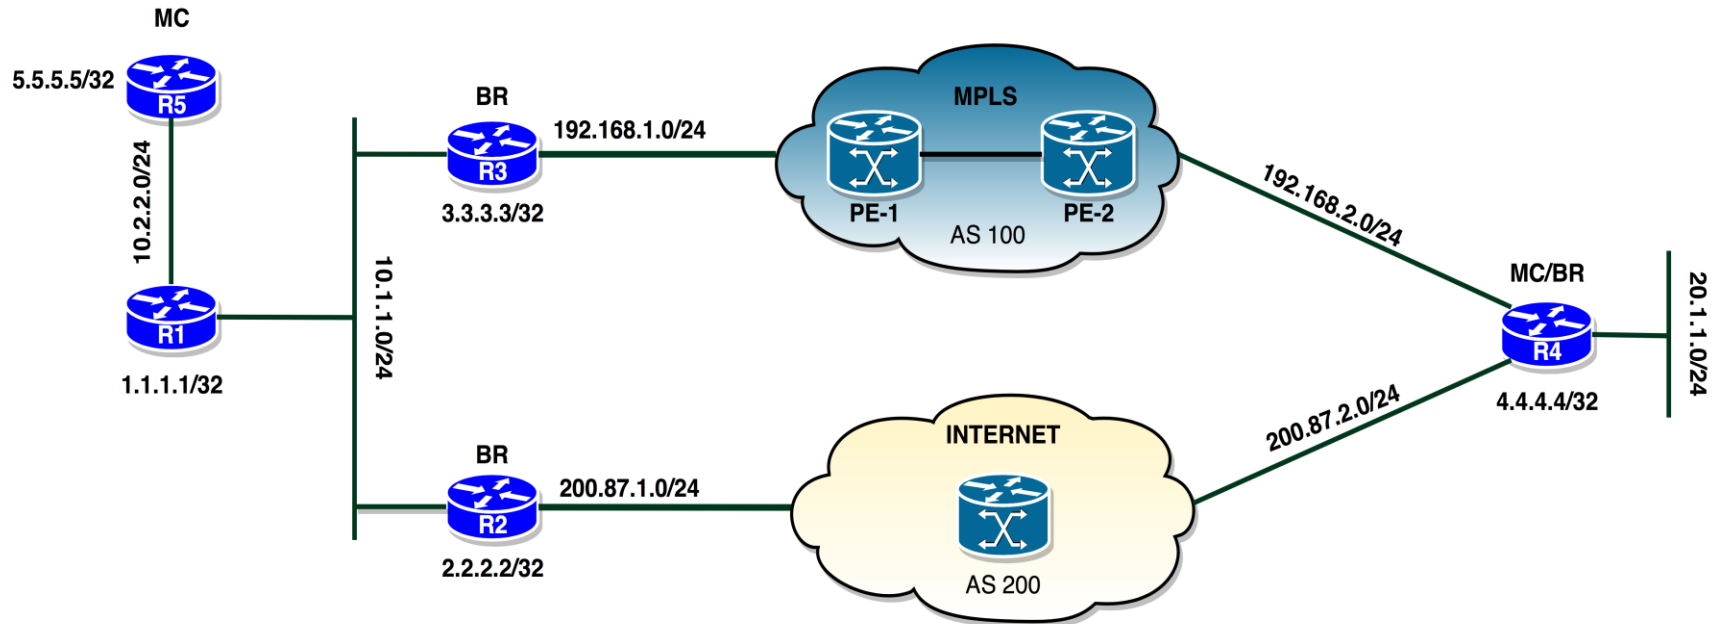 MC
5.5.5.5/32
R5
10.2.2.0/24
R1
1.1.1.1/32
10.1.1.0/24
BR
R3
3.3.3.3/32
192.168.1.0/24
BR
R2
2.2.2.2/32
200.87.1.0/24
MPLS
PE-1
PE-2
AS 100
INTERNET
AS 200
192.168.2.0/24
200.87.2.0/24
MC/BR
R4
4.4.4.4/32
20.1.1.0/24